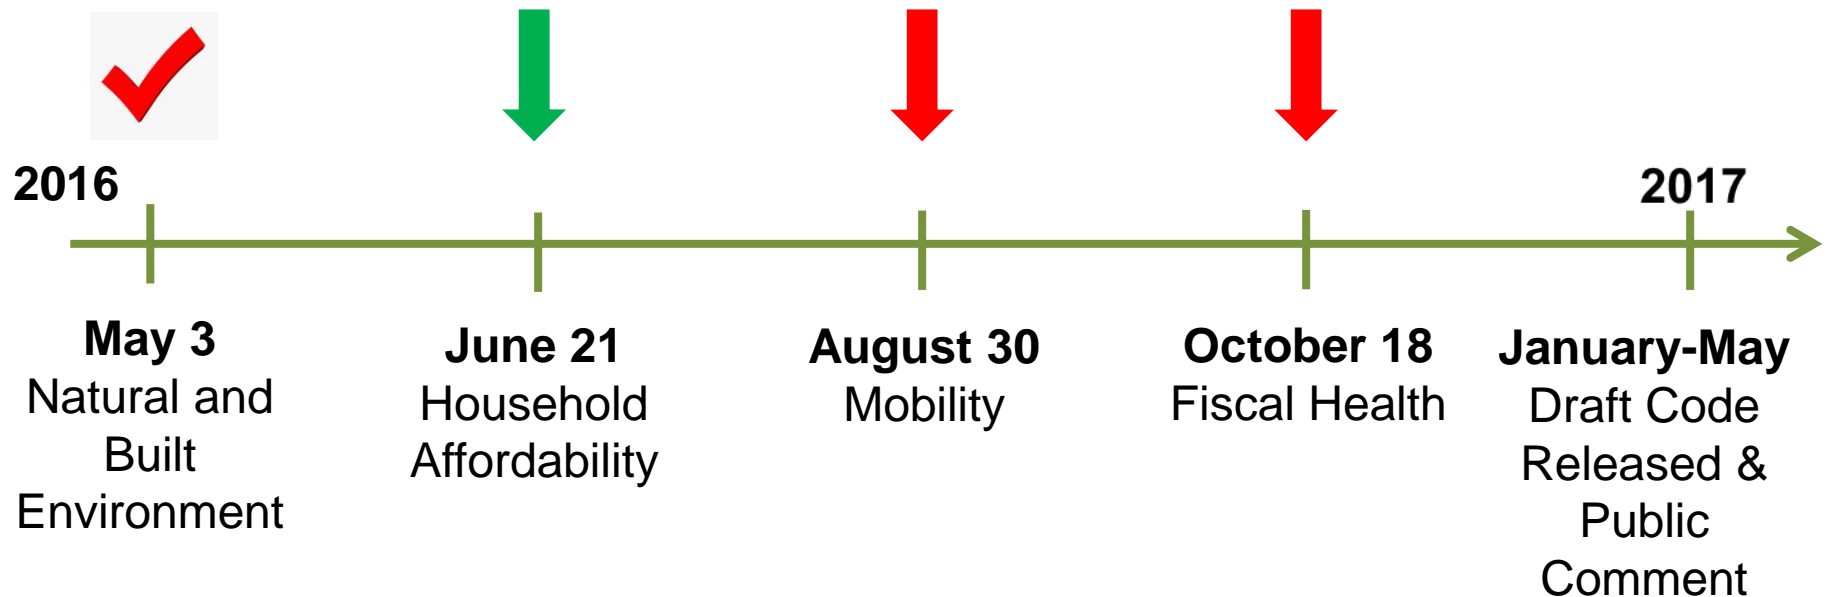 2016
2017
May 3
Natural and
Built
Environment
June 21
Household
Affordability
August 30
Mobility
October 18
Fiscal Health
January-May
Draft Code
Released &
Public
Comment